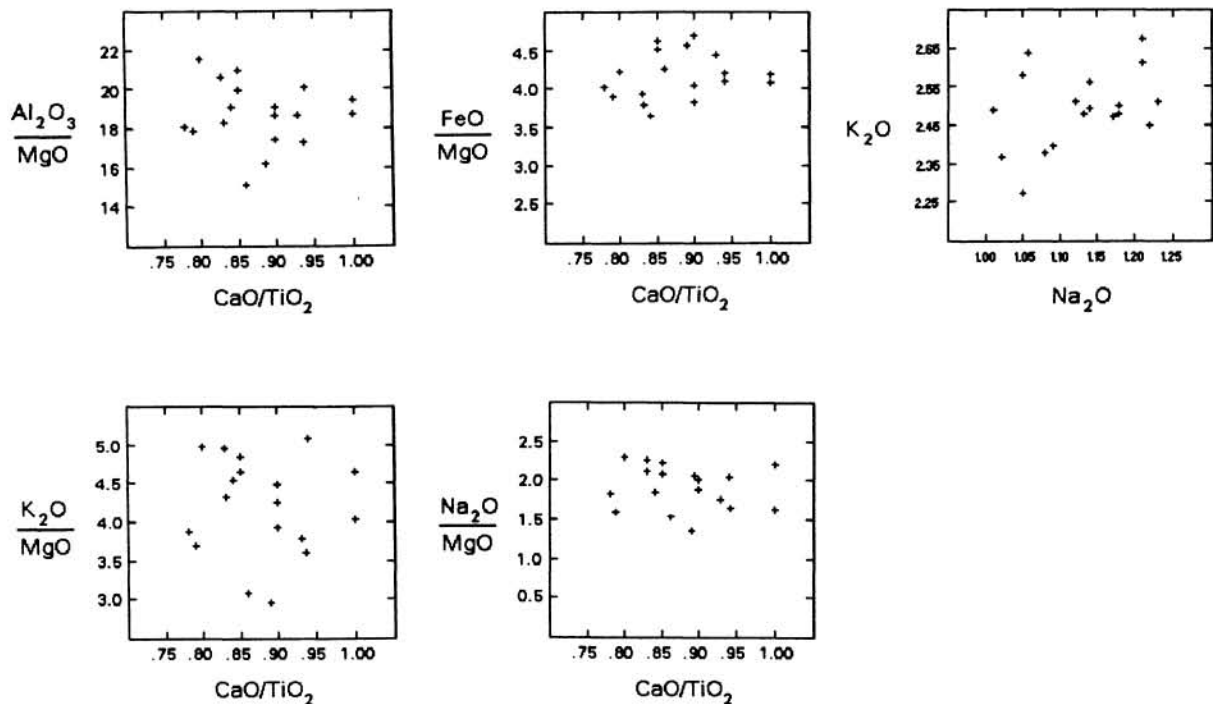 22
20
18
16
14
Al₂O₃
MgO
.75 .80 .85 .90 .95 1.00
CaO/TiO₂
4.5
4.0
3.5
3.0
2.5
FeO
MgO
.75 .80 .85 .90 .95 1.00
CaO/TiO₂
2.65
2.55
2.45
2.35
2.25
K₂O
1.00 1.05 1.10 1.15 1.20 1.25
Na₂O
5.0
4.5
4.0
3.5
3.0
K₂O
MgO
.75 .80 .85 .90 .95 1.00
CaO/TiO₂
2.5
2.0
1.5
1.0
0.5
Na₂O
MgO
.75 .80 .85 .90 .95 1.00
CaO/TiO₂